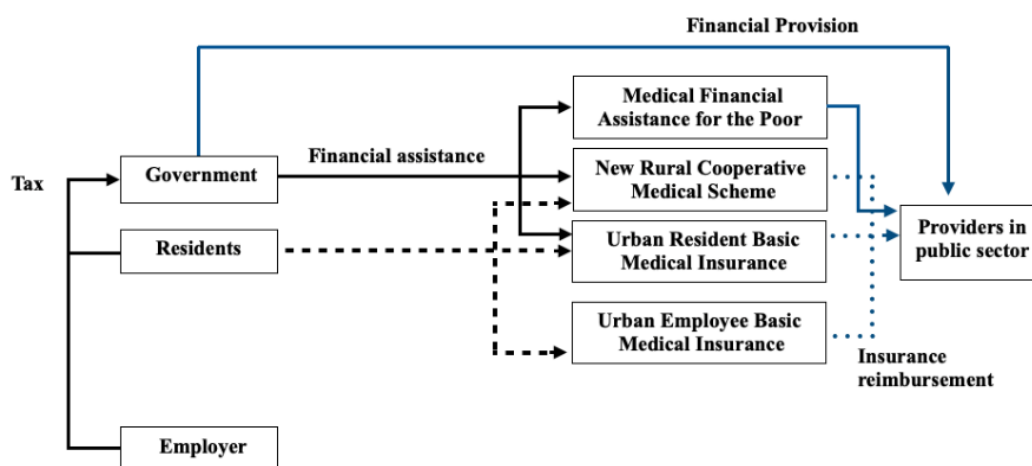 Financial Provision
Medical Financial
Assistance for the Poor
Financial assistance
Tax
Government
New Rural Cooperative
Medical Scheme
Residents
Urban Resident Basic
Medical Insurance
Providers in
public sector
Urban Employee Basic
Medical Insurance
Insurance
reimbursement
Employer